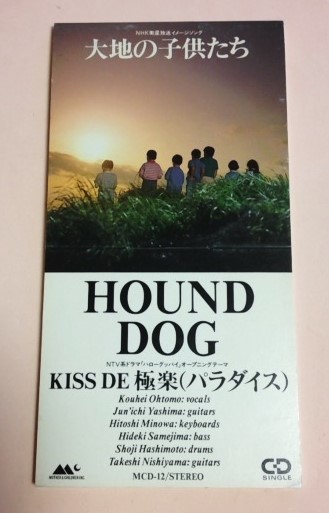 NHK衛星放送イメージソング
大地の子供たち
HOUND
DOG
NTV系ドラマ「ハローグッバイ」オープニングテーマ
KISS DE 極楽(パラダイス)
Kouhei Ohtomo: vocals
Jun'ichi Yashima: guitars
Hitoshi Minowa: keyboards
Hideki Samejima: bass
Shoji Hashimoto: drums
Takeshi Nishiyama: guitars
MCD-12/STEREO
MOTHER & CHILDREN INC.
CD
SINGLE